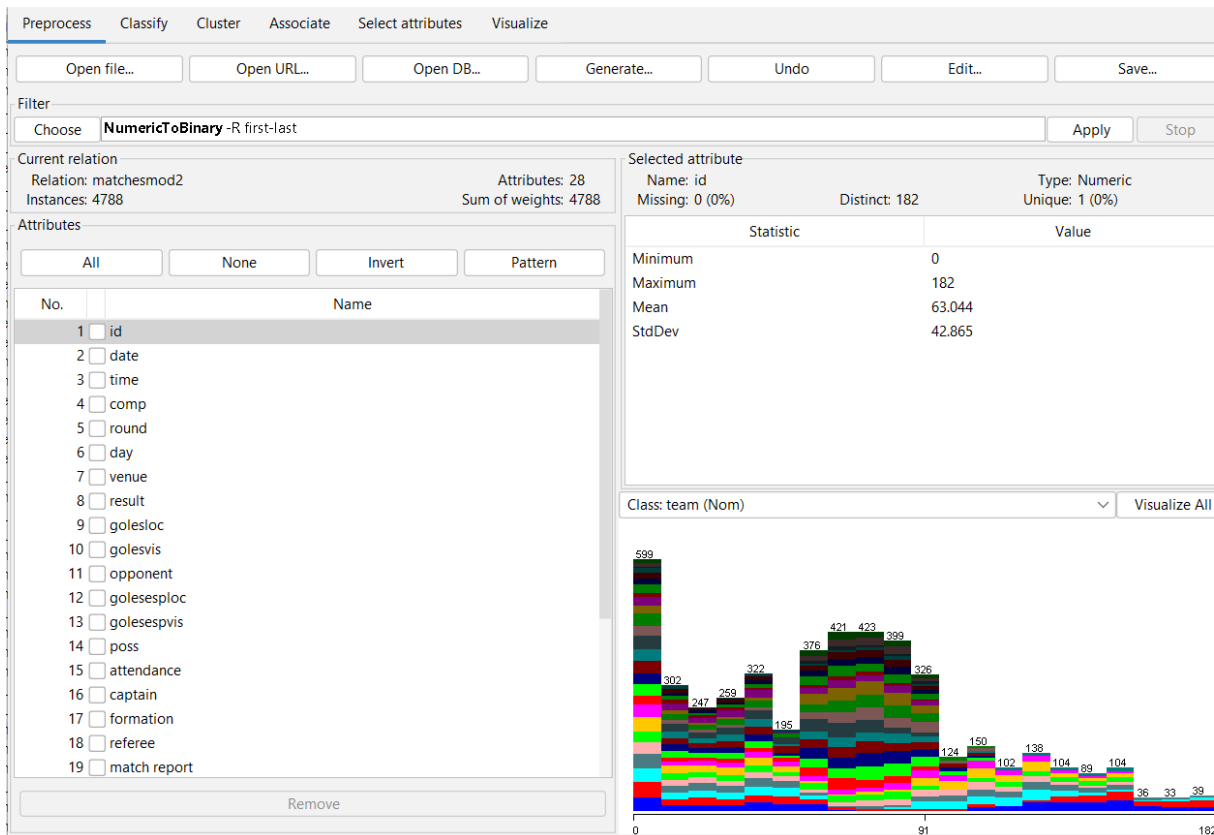 Preprocess Classify Cluster Associate Select attributes Visualize
Open file... Open URL... Open DB... Generate... Undo Edit... Save...
Filter
Choose NumericToBinary -R first-last Apply Stop
Current relation
Relation: matchesmod2 Attributes: 28
Instances: 4788 Sum of weights: 4788
Attributes
All None Invert Pattern
No. Name
1 id
2 date
3 time
4 comp
5 round
6 day
7 venue
8 result
9 golesloc
10 golesvis
11 opponent
12 golesesploc
13 golesespvis
14 poss
15 attendance
16 captain
17 formation
18 referee
19 match report
Remove
Selected attribute
Name: id Type: Numeric
Missing: 0 (0%) Distinct: 182 Unique: 1 (0%)
Statistic Value
Minimum 0
Maximum 182
Mean 63.044
StdDev 42.865
Class: team (Nom) Visualize All
599 302 247 259 322 195 376 421 423 399 326 124 150 102 138 104 89 104 36 33 39
0 91 182